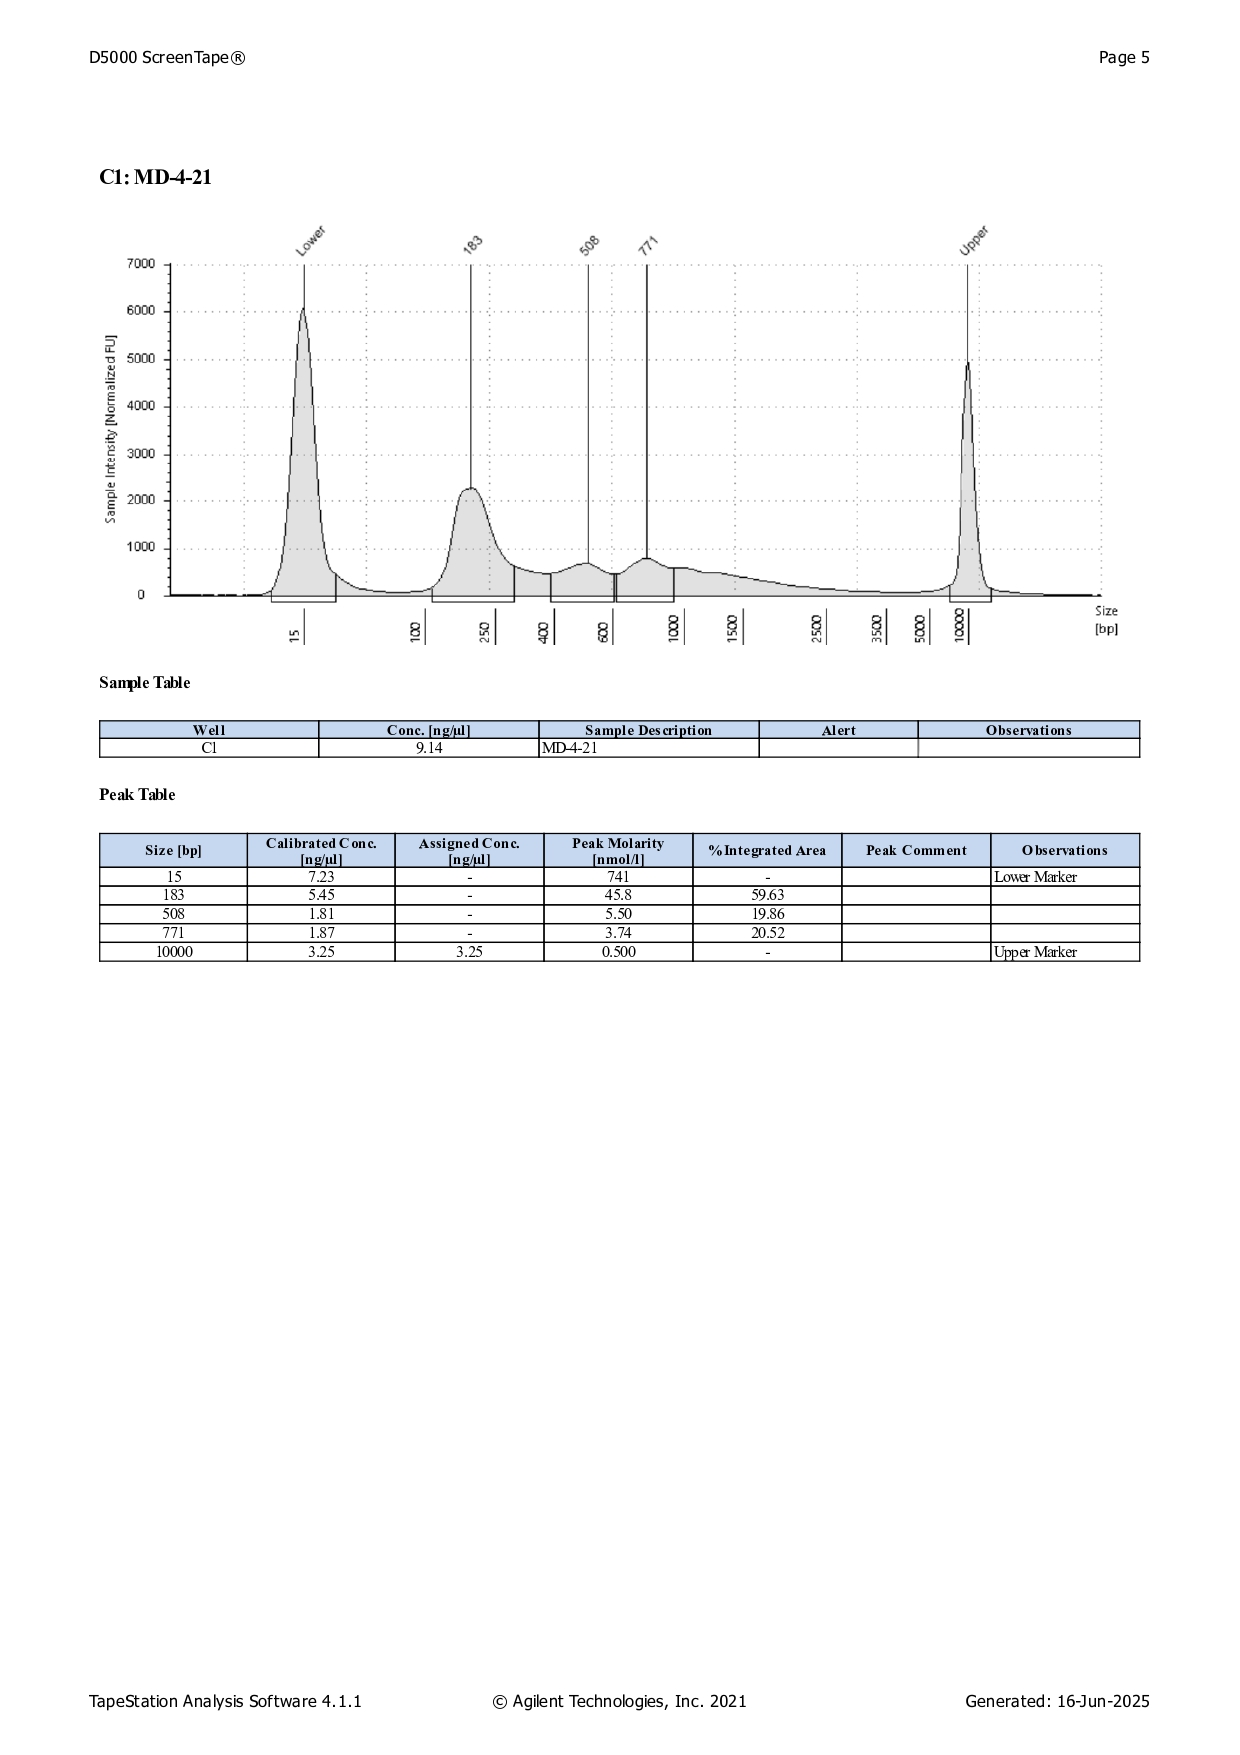 D5000 ScreenTape® Page 5
C1: MD-4-21
Lower 183 508 771 Upper
7000
6000
5000
4000
3000
2000
1000
0
Sample Intensity [Normalized FU]
15 100 250 400 600 1000 1500 2500 3500 5000 10000
Size
[bp]
Sample Table
Well Conc. [ng/µl] Sample Description Alert Observations
C1 9.14 MD-4-21
Peak Table
Size [bp] Calibrated Conc. [ng/µl] Assigned Conc. [ng/µl] Peak Molarity [nmol/l] % Integrated Area Peak Comment Observations
15 7.23 - 741 - Lower Marker
183 5.45 - 45.8 59.63
508 1.81 - 5.50 19.86
771 1.87 - 3.74 20.52
10000 3.25 3.25 0.500 - Upper Marker
TapeStation Analysis Software 4.1.1 © Agilent Technologies, Inc. 2021 Generated: 16-Jun-2025